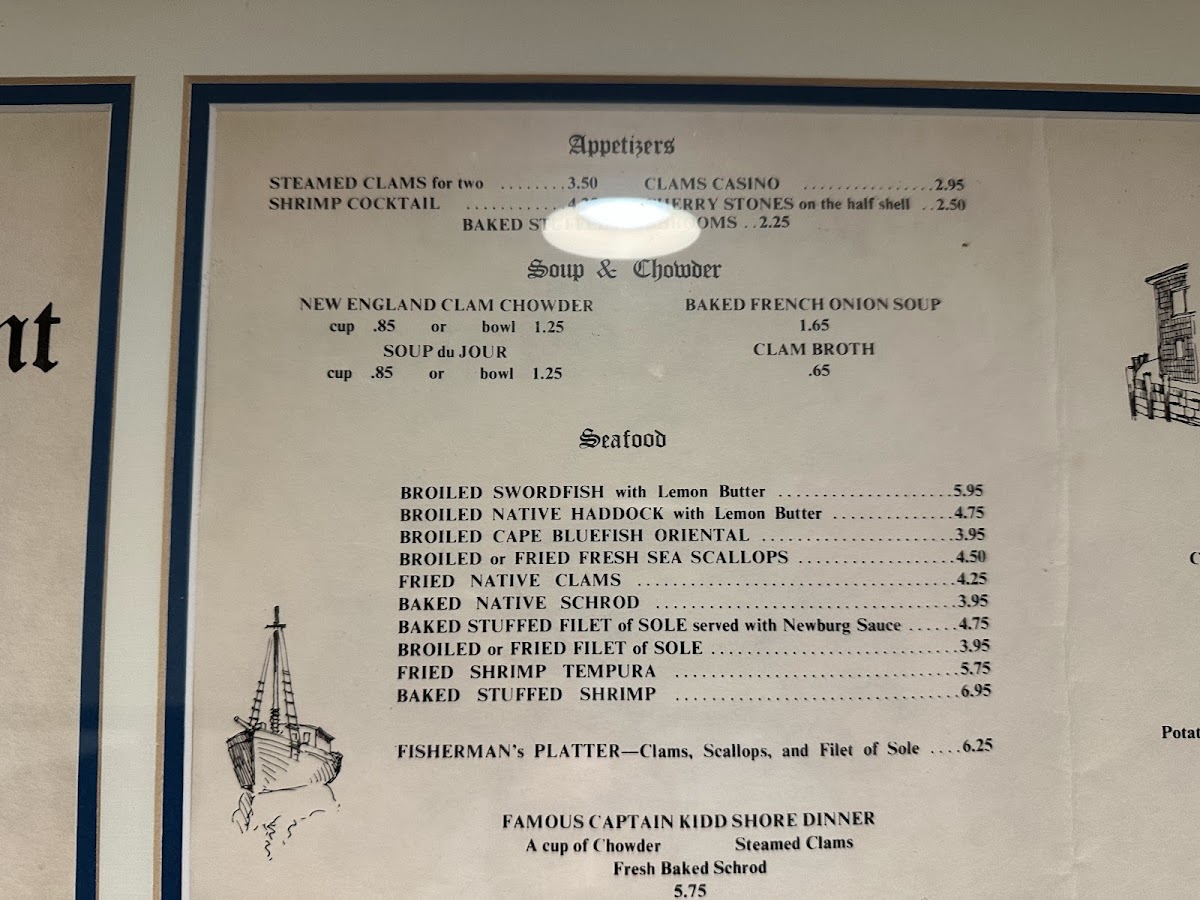 nt
Appetizers
STEAMED CLAMS for two ........3.50 CLAMS CASINO ................2.95
SHRIMP COCKTAIL ........... CHERRY STONES on the half shell ..2.50
BAKED ..2.25
Soup & Chowder
NEW ENGLAND CLAM CHOWDER BAKED FRENCH ONION SOUP
cup .85 or bowl 1.25 1.65
SOUP du JOUR CLAM BROTH
cup .85 or bowl 1.25 .65
Seafood
BROILED SWORDFISH with Lemon Butter ....................5.95
BROILED NATIVE HADDOCK with Lemon Butter ..............4.75
BROILED CAPE BLUEFISH ORIENTAL ......................3.95
BROILED or FRIED FRESH SEA SCALLOPS ..................4.50
FRIED NATIVE CLAMS ....................................4.25
BAKED NATIVE SCHROD ..................................3.95
BAKED STUFFED FILET of SOLE served with Newburg Sauce ......4.75
BROILED or FRIED FILET of SOLE ............................3.95
FRIED SHRIMP TEMPURA ................................5.75
BAKED STUFFED SHRIMP ................................6.95
FISHERMAN's PLATTER—Clams, Scallops, and Filet of Sole ....6.25
Potat
FAMOUS CAPTAIN KIDD SHORE DINNER
A cup of Chowder Steamed Clams
Fresh Baked Schrod
5.75